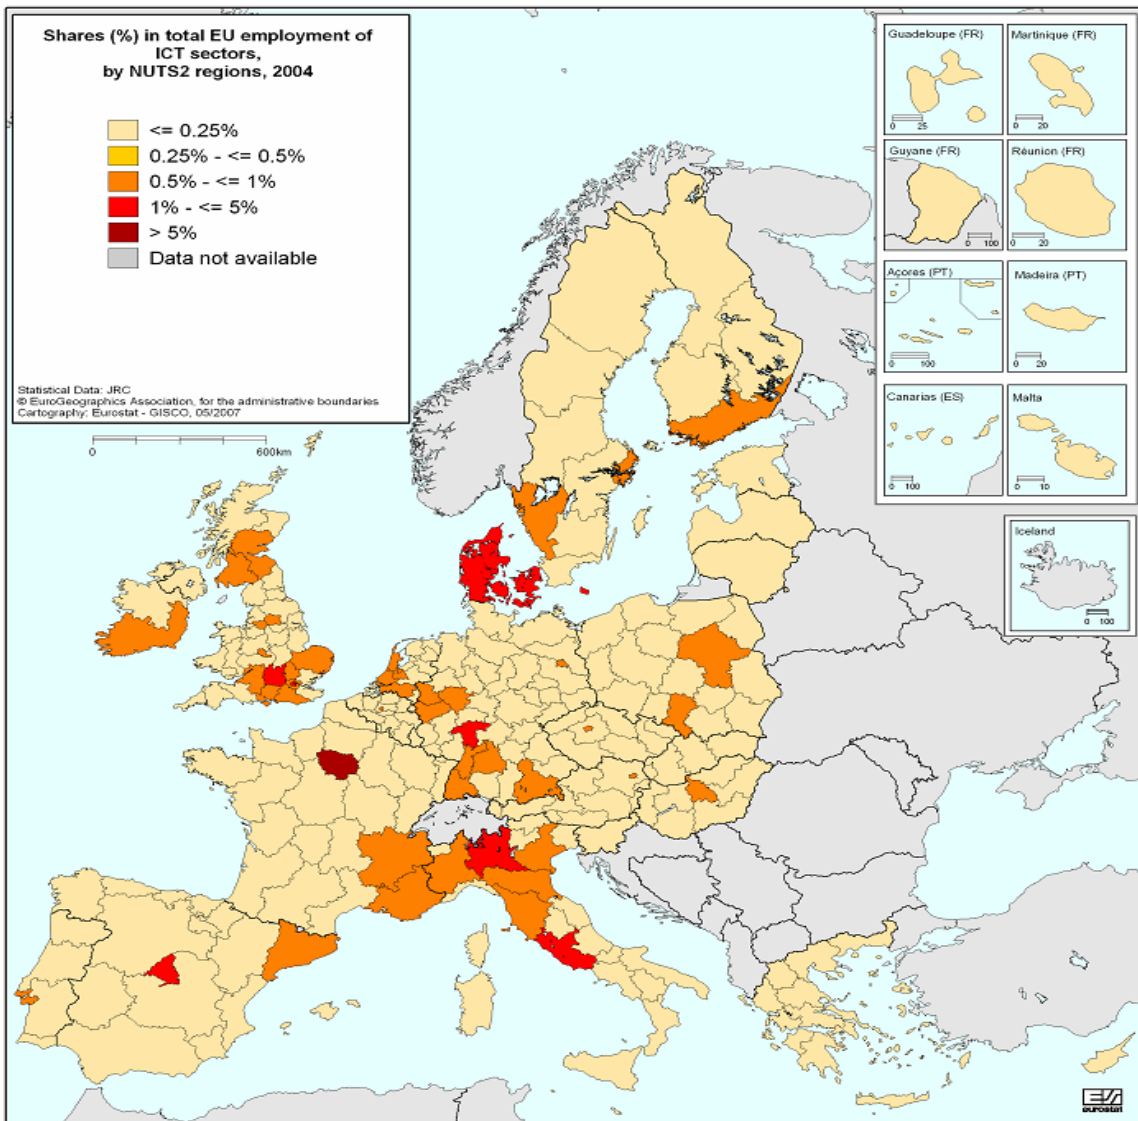 Shares (%) in total EU employment of
ICT sectors,
by NUTS2 regions, 2004
<= 0.25%
0.25% - <= 0.5%
0.5% - <= 1%
1% - <= 5%
> 5%
Data not available
Statistical Data: JRC
© EuroGeographics Association, for the administrative boundaries
Cartography: Eurostat - GISCO, 05/2007
0 600km
Guadeloupe (FR)
0 25
Martinique (FR)
0 20
Guyane (FR)
0 100
Réunion (FR)
0 20
Açores (PT)
0 100
Madeira (PT)
0 20
Canarias (ES)
0 100
Malta
0 10
Iceland
0 100
eurostat